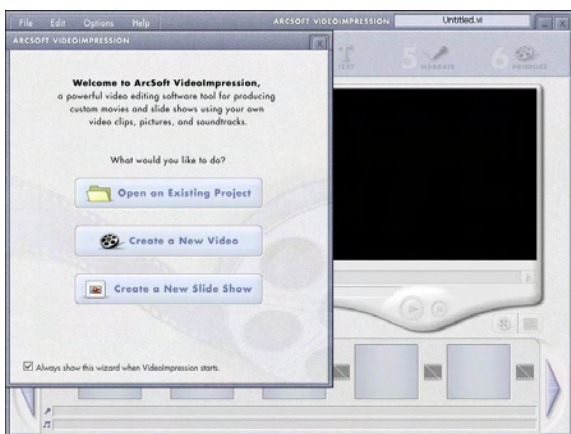 File Edit Options Help
ARCSOFT VIDEOIMPRESSION Untitled.vi
ARCSOFT VIDEOIMPRESSION X
TEXT 5 NARRATE 6 PRODUCE
Welcome to ArcSoft VideoImpression,
a powerful video editing software tool for producing
custom movies and slide shows using your own
video clips, pictures, and soundtracks.
What would you like to do?
Open an Existing Project
Create a New Video
Create a New Slide Show
Always show this wizard when VideoImpression starts.